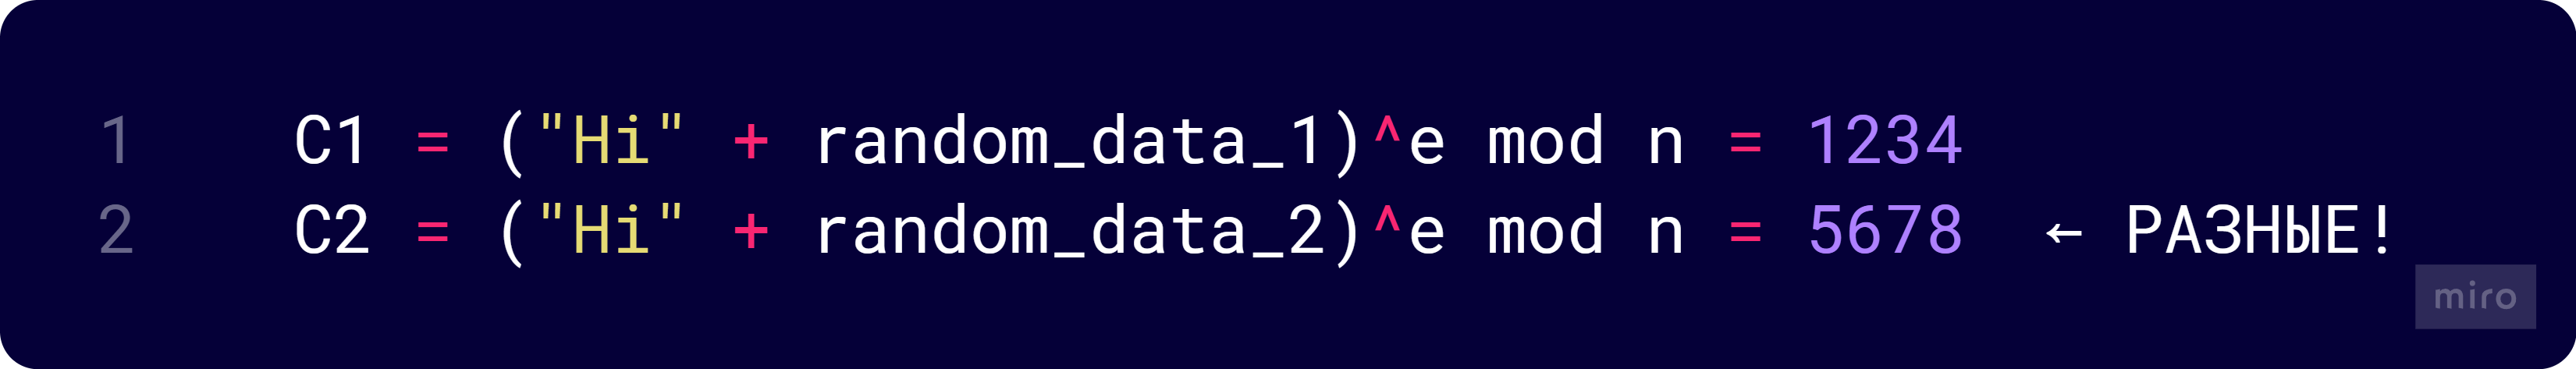 1 C1 = ("Hi" + random_data_1)^e mod n = 1234
2 C2 = ("Hi" + random_data_2)^e mod n = 5678 ← РАЗНЫЕ!
miro